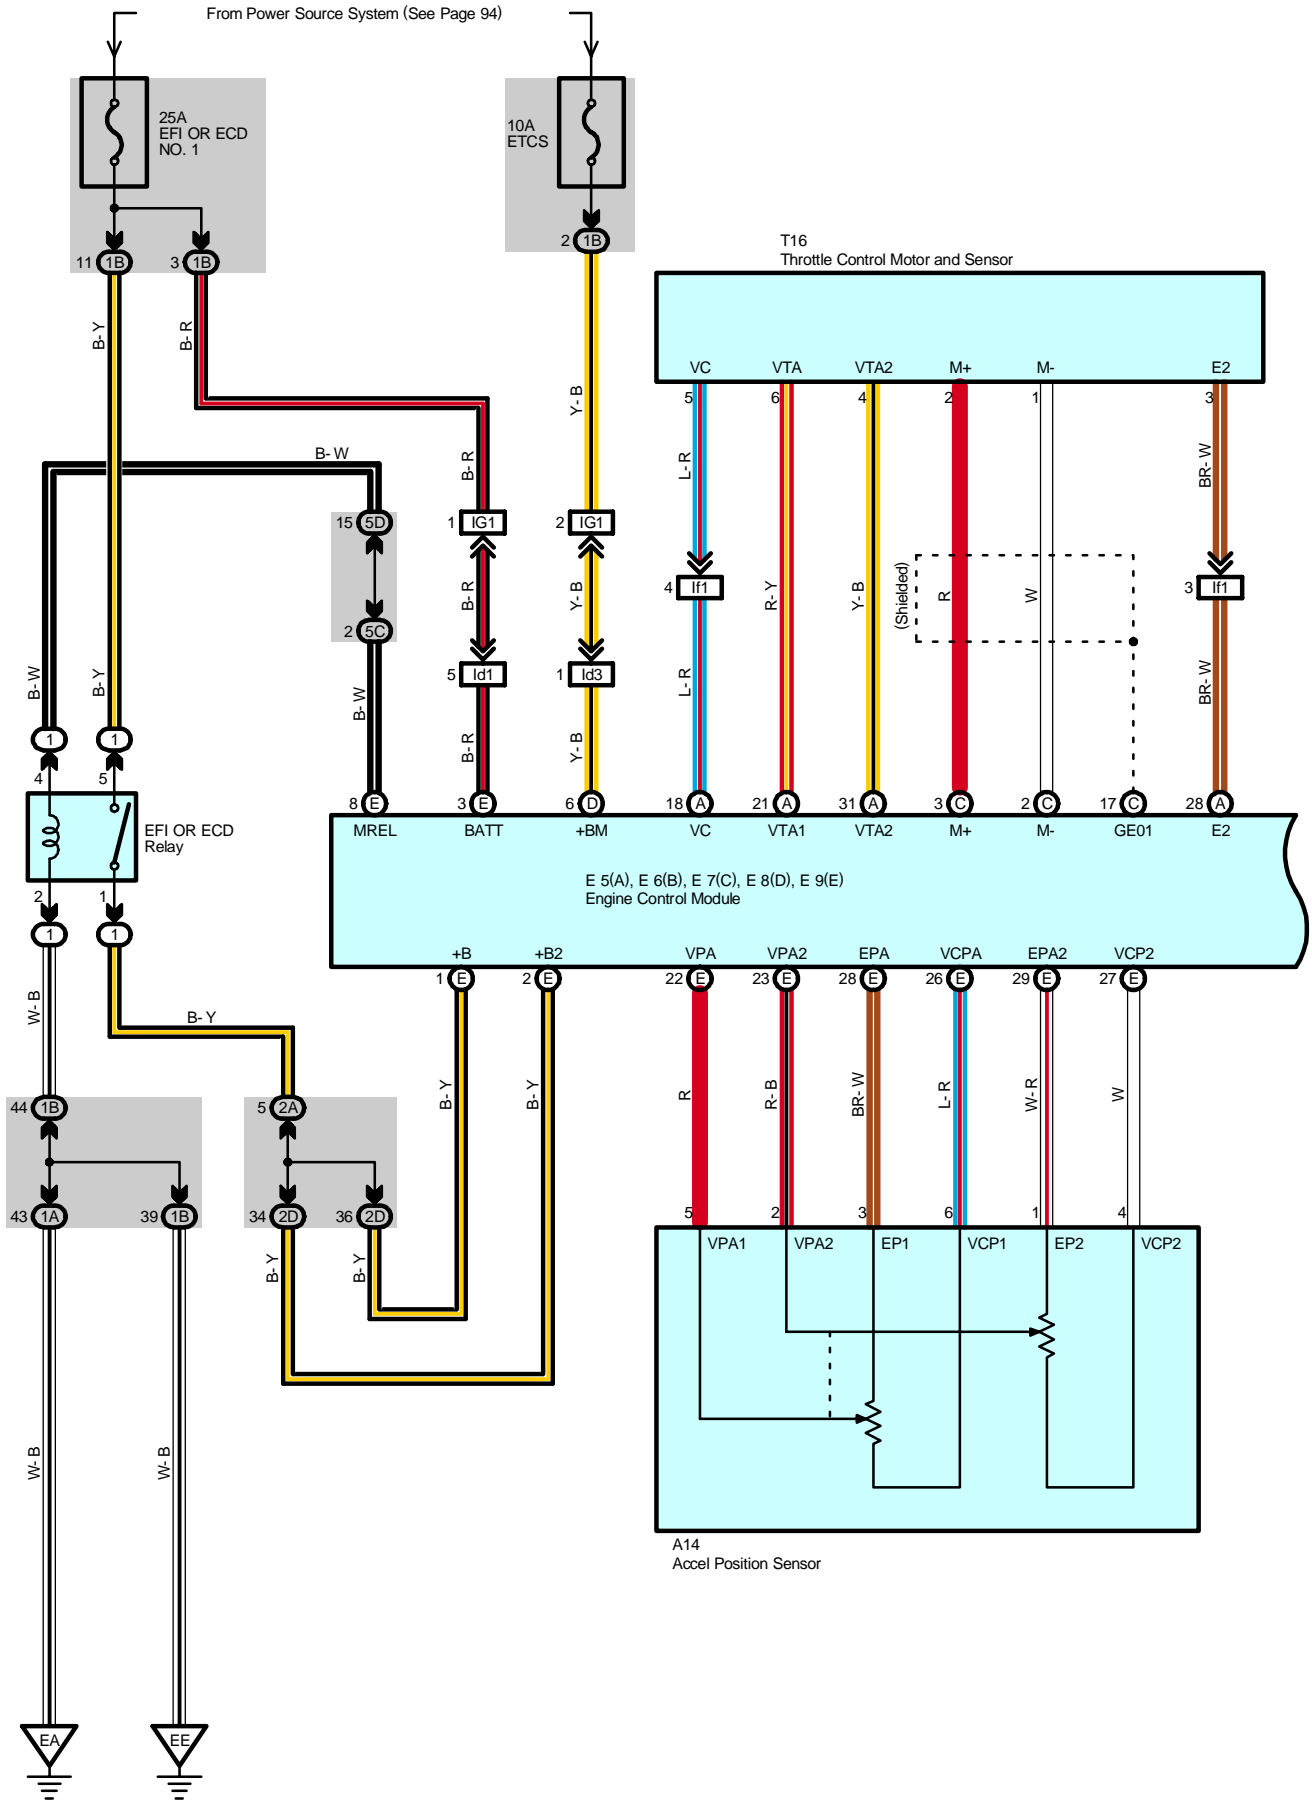 From Power Source System (See Page 94)
25A
EFI OR ECD
NO. 1
10A
ETCS
11 1B
3 1B
2 1B
T16
Throttle Control Motor and Sensor
VC VTA VTA2 M+ M- E2
5 6 4 2 1 3
B-Y
B-R
Y-B
B-W
B-R
L-R
BR-W
15 5D
1 IG1
2 IG1
(Shielded)
4 If1
3 If1
B-R
Y-B
R-Y
Y-B
R
W
2 5C
5 Id1
1 Id3
B-W
B-Y
B-W
B-R
Y-B
L-R
BR-W
1
1
4 5
8 E 3 E 6 D 18 A 21 A 31 A 3 C 2 C 17 C 28 A
MREL BATT +BM VC VTA1 VTA2 M+ M- GE01 E2
EFI OR ECD
Relay
E 5(A), E 6(B), E 7(C), E 8(D), E 9(E)
Engine Control Module
2 1
1
1
+B +B2 VPA VPA2 EPA VCPA EPA2 VCP2
1 E 2 E 22 E 23 E 28 E 26 E 29 E 27 E
W-B
B-Y
B-Y
B-Y
R
R-B
BR-W
L-R
W-R
W
44 1B
5 2A
43 1A
39 1B
34 2D
36 2D
5 2 3 6 1 4
VPA1 VPA2 EP1 VCP1 EP2 VCP2
B-Y
B-Y
W-B
W-B
A14
Accel Position Sensor
EA
EE